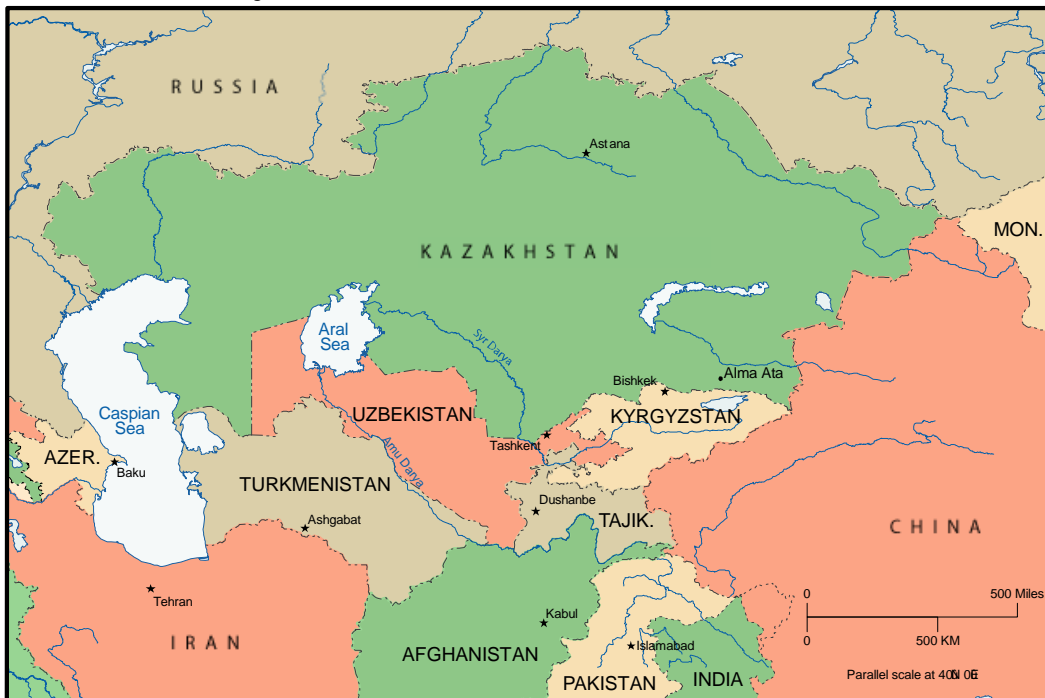 RUSSIA
Astana
MON.
KAZAKHSTAN
Aral
Sea
Syr Darya
Bishkek
Alma Ata
Caspian
Sea
UZBEKISTAN
KYRGYZSTAN
Tashkent
AZER.
Baku
Amu Darya
TURKMENISTAN
Dushanbe
TAJIK.
Ashgabat
CHINA
Tehran
0
500 Miles
Kabul
0
500 KM
IRAN
AFGHANISTAN
Islamabad
PAKISTAN
INDIA
Parallel scale at 40